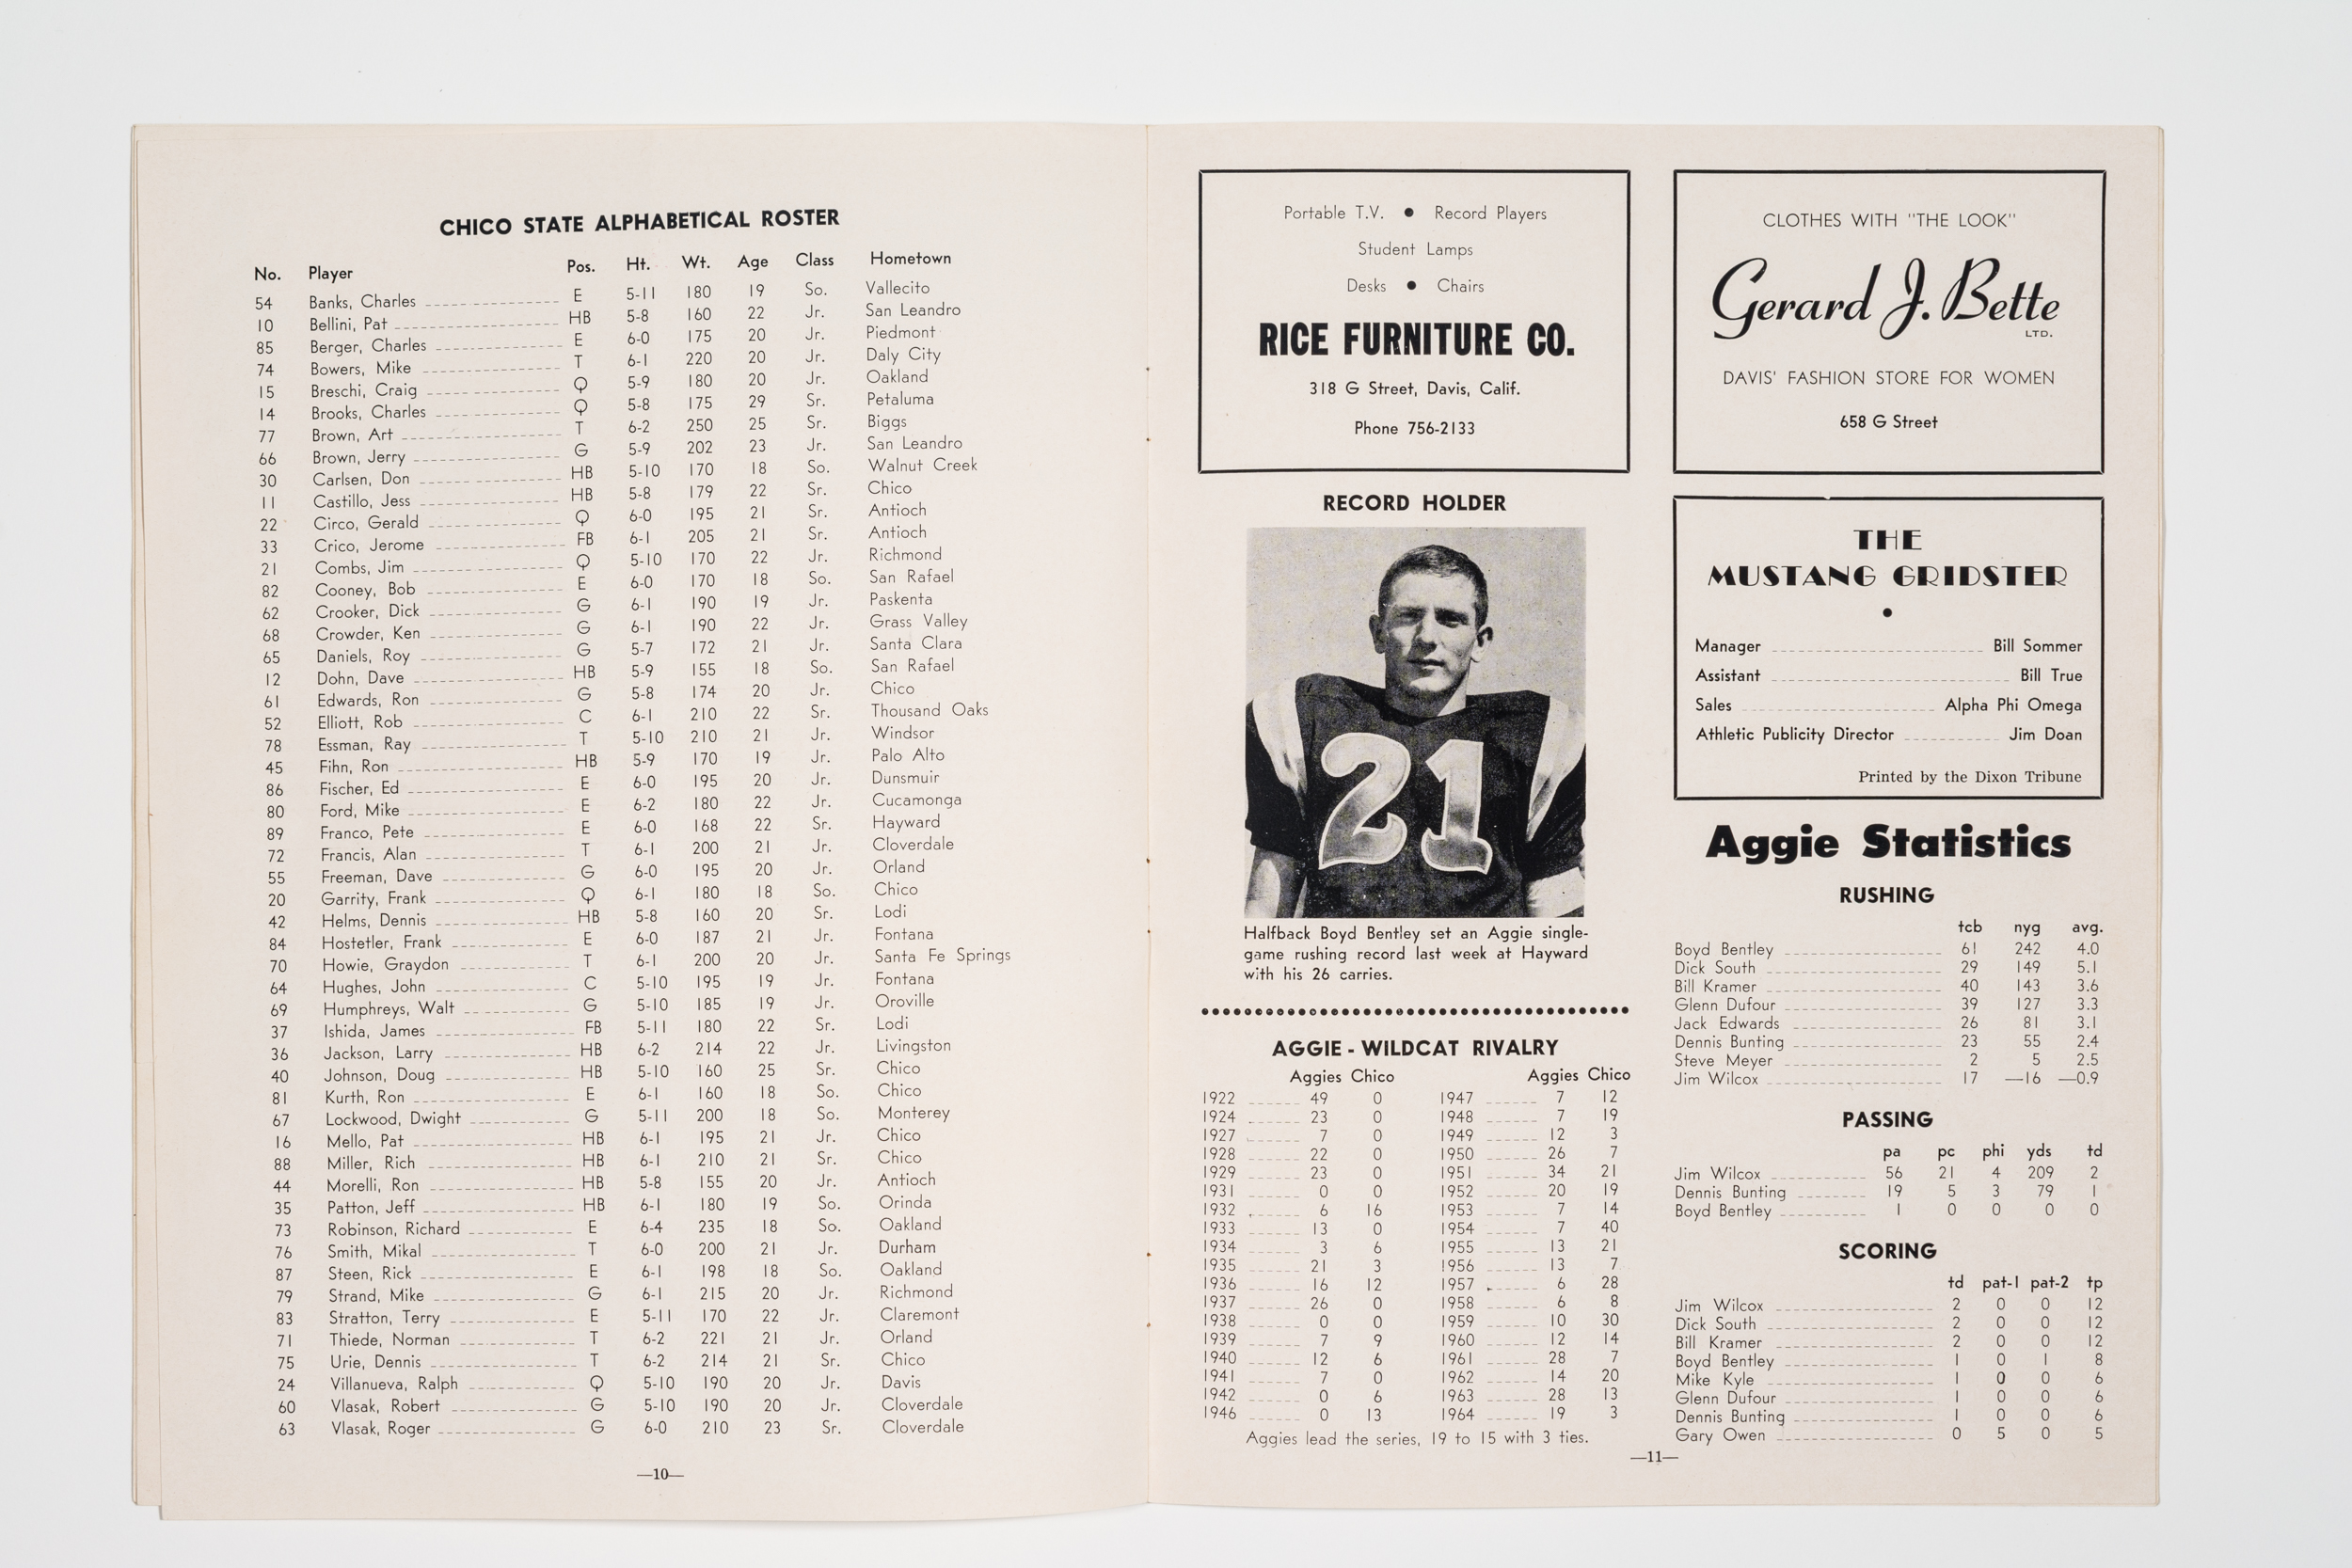 CHICO STATE ALPHABETICAL ROSTER
No. Player Pos. Ht. Wt. Age Class Hometown
54 Banks, Charles E 5-11 180 19 So. Vallecito
10 Bellini, Pat HB 5-8 160 22 Jr. San Leandro
85 Berger, Charles E 6-0 175 20 Jr. Piedmont
74 Bowers, Mike T 6-1 220 20 Jr. Daly City
15 Breschi, Craig Q 5-9 180 20 Jr. Oakland
14 Brooks, Charles Q 5-8 175 29 Sr. Petaluma
77 Brown, Art T 6-2 250 25 Sr. Biggs
66 Brown, Jerry G 5-9 202 23 Jr. San Leandro
30 Carlsen, Don HB 5-10 170 18 So. Walnut Creek
11 Castillo, Jess HB 5-8 179 22 Sr. Chico
22 Circo, Gerald Q 6-0 195 21 Sr. Antioch
33 Crico, Jerome FB 6-1 205 21 Sr. Antioch
21 Combs, Jim Q 5-10 170 22 Jr. Richmond
82 Cooney, Bob E 6-0 170 18 So. San Rafael
62 Crooker, Dick G 6-1 190 19 Jr. Paskenta
68 Crowder, Ken G 6-1 190 22 Jr. Grass Valley
65 Daniels, Roy G 5-7 172 21 Jr. Santa Clara
12 Dohn, Dave HB 5-9 155 18 So. San Rafael
61 Edwards, Ron G 5-8 174 20 Jr. Chico
52 Elliott, Rob C 6-1 210 22 Sr. Thousand Oaks
78 Essman, Ray T 5-10 210 21 Jr. Windsor
45 Fihn, Ron HB 5-9 170 19 Jr. Palo Alto
86 Fischer, Ed E 6-0 195 20 Jr. Dunsmuir
80 Ford, Mike E 6-2 180 22 Jr. Cucamonga
89 Franco, Pete E 6-0 168 22 Sr. Hayward
72 Francis, Alan T 6-1 200 21 Jr. Cloverdale
55 Freeman, Dave G 6-0 195 20 Jr. Orland
20 Garrity, Frank Q 6-1 180 18 So. Chico
42 Helms, Dennis HB 5-8 160 20 Sr. Lodi
84 Hostetler, Frank E 6-0 187 21 Jr. Fontana
70 Howie, Graydon T 6-1 200 20 Jr. Santa Fe Springs
64 Hughes, John C 5-10 195 19 Jr. Fontana
69 Humphreys, Walt G 5-10 185 19 Jr. Oroville
37 Ishida, James FB 5-11 180 22 Sr. Lodi
36 Jackson, Larry HB 6-2 214 22 Jr. Livingston
40 Johnson, Doug HB 5-10 160 25 Sr. Chico
81 Kurth, Ron E 6-1 160 18 So. Chico
67 Lockwood, Dwight G 5-11 200 18 So. Monterey
16 Mello, Pat HB 6-1 195 21 Jr. Chico
88 Miller, Rich HB 6-1 210 21 Sr. Chico
44 Morelli, Ron HB 5-8 155 20 Jr. Antioch
35 Patton, Jeff HB 6-1 180 19 So. Orinda
73 Robinson, Richard E 6-4 235 18 So. Oakland
76 Smith, Mikal T 6-0 200 21 Jr. Durham
87 Steen, Rick E 6-1 198 18 So. Oakland
79 Strand, Mike G 6-1 215 20 Jr. Richmond
83 Stratton, Terry E 5-11 170 22 Jr. Claremont
71 Thiede, Norman T 6-2 221 21 Jr. Orland
75 Urie, Dennis T 6-2 214 21 Sr. Chico
24 Villanueva, Ralph Q 5-10 190 20 Jr. Davis
60 Vlasak, Robert G 5-10 190 20 Jr. Cloverdale
63 Vlasak, Roger G 6-0 210 23 Sr. Cloverdale
—10—
Portable T.V. ● Record Players
Student Lamps
Desks ● Chairs
RICE FURNITURE CO.
318 G Street, Davis, Calif.
Phone 756-2133
RECORD HOLDER
21
Halfback Boyd Bentley set an Aggie single-
game rushing record last week at Hayward
with his 26 carries.
AGGIE - WILDCAT RIVALRY
Aggies Chico Aggies Chico
1922 49 0 1947 7 12
1924 23 0 1948 7 19
1927 7 0 1949 12 3
1928 22 0 1950 26 7
1929 23 0 1951 34 21
1931 0 0 1952 20 19
1932 6 16 1953 7 14
1933 13 0 1954 7 40
1934 3 6 1955 13 21
1935 21 3 1956 13 7
1936 16 12 1957 6 28
1937 26 0 1958 6 8
1938 0 0 1959 10 30
1939 7 9 1960 12 14
1940 12 6 1961 28 7
1941 7 0 1962 14 20
1942 0 6 1963 28 13
1946 0 13 1964 19 3
Aggies lead the series, 19 to 15 with 3 ties.
CLOTHES WITH "THE LOOK"
Gerard J. Bette
LTD.
DAVIS' FASHION STORE FOR WOMEN
658 G Street
THE
MUSTANG GRIDSTER
Manager Bill Sommer
Assistant Bill True
Sales Alpha Phi Omega
Athletic Publicity Director Jim Doan
Printed by the Dixon Tribune
Aggie Statistics
RUSHING
tcb nyg avg.
Boyd Bentley 61 242 4.0
Dick South 29 149 5.1
Bill Kramer 40 143 3.6
Glenn Dufour 39 127 3.3
Jack Edwards 26 81 3.1
Dennis Bunting 23 55 2.4
Steve Meyer 2 5 2.5
Jim Wilcox 17 —16 —0.9
PASSING
pa pc phi yds td
Jim Wilcox 56 21 4 209 2
Dennis Bunting 19 5 3 79 1
Boyd Bentley 1 0 0 0 0
SCORING
td pat-1 pat-2 tp
Jim Wilcox 2 0 0 12
Dick South 2 0 0 12
Bill Kramer 2 0 0 12
Boyd Bentley 1 0 1 8
Mike Kyle 1 0 0 6
Glenn Dufour 1 0 0 6
Dennis Bunting 1 0 0 6
Gary Owen 0 5 0 5
—11—